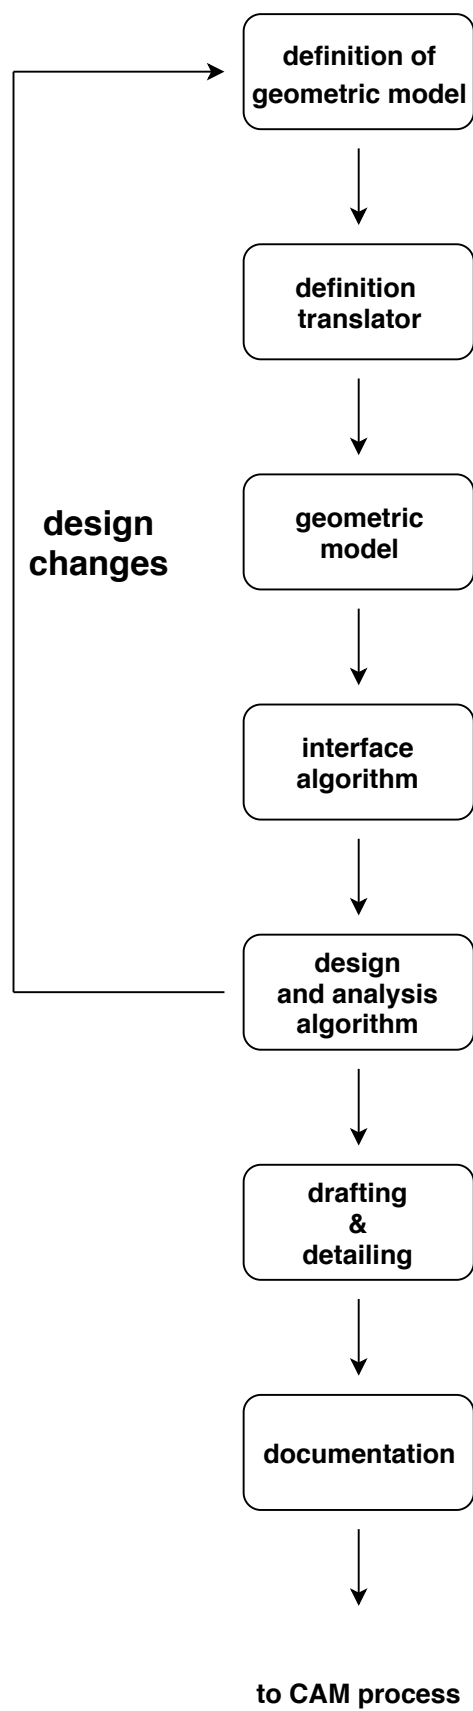 definition of
geometric model
definition
translator
design
changes
geometric
model
interface
algorithm
design
and analysis
algorithm
drafting
&
detailing
documentation
to CAM process